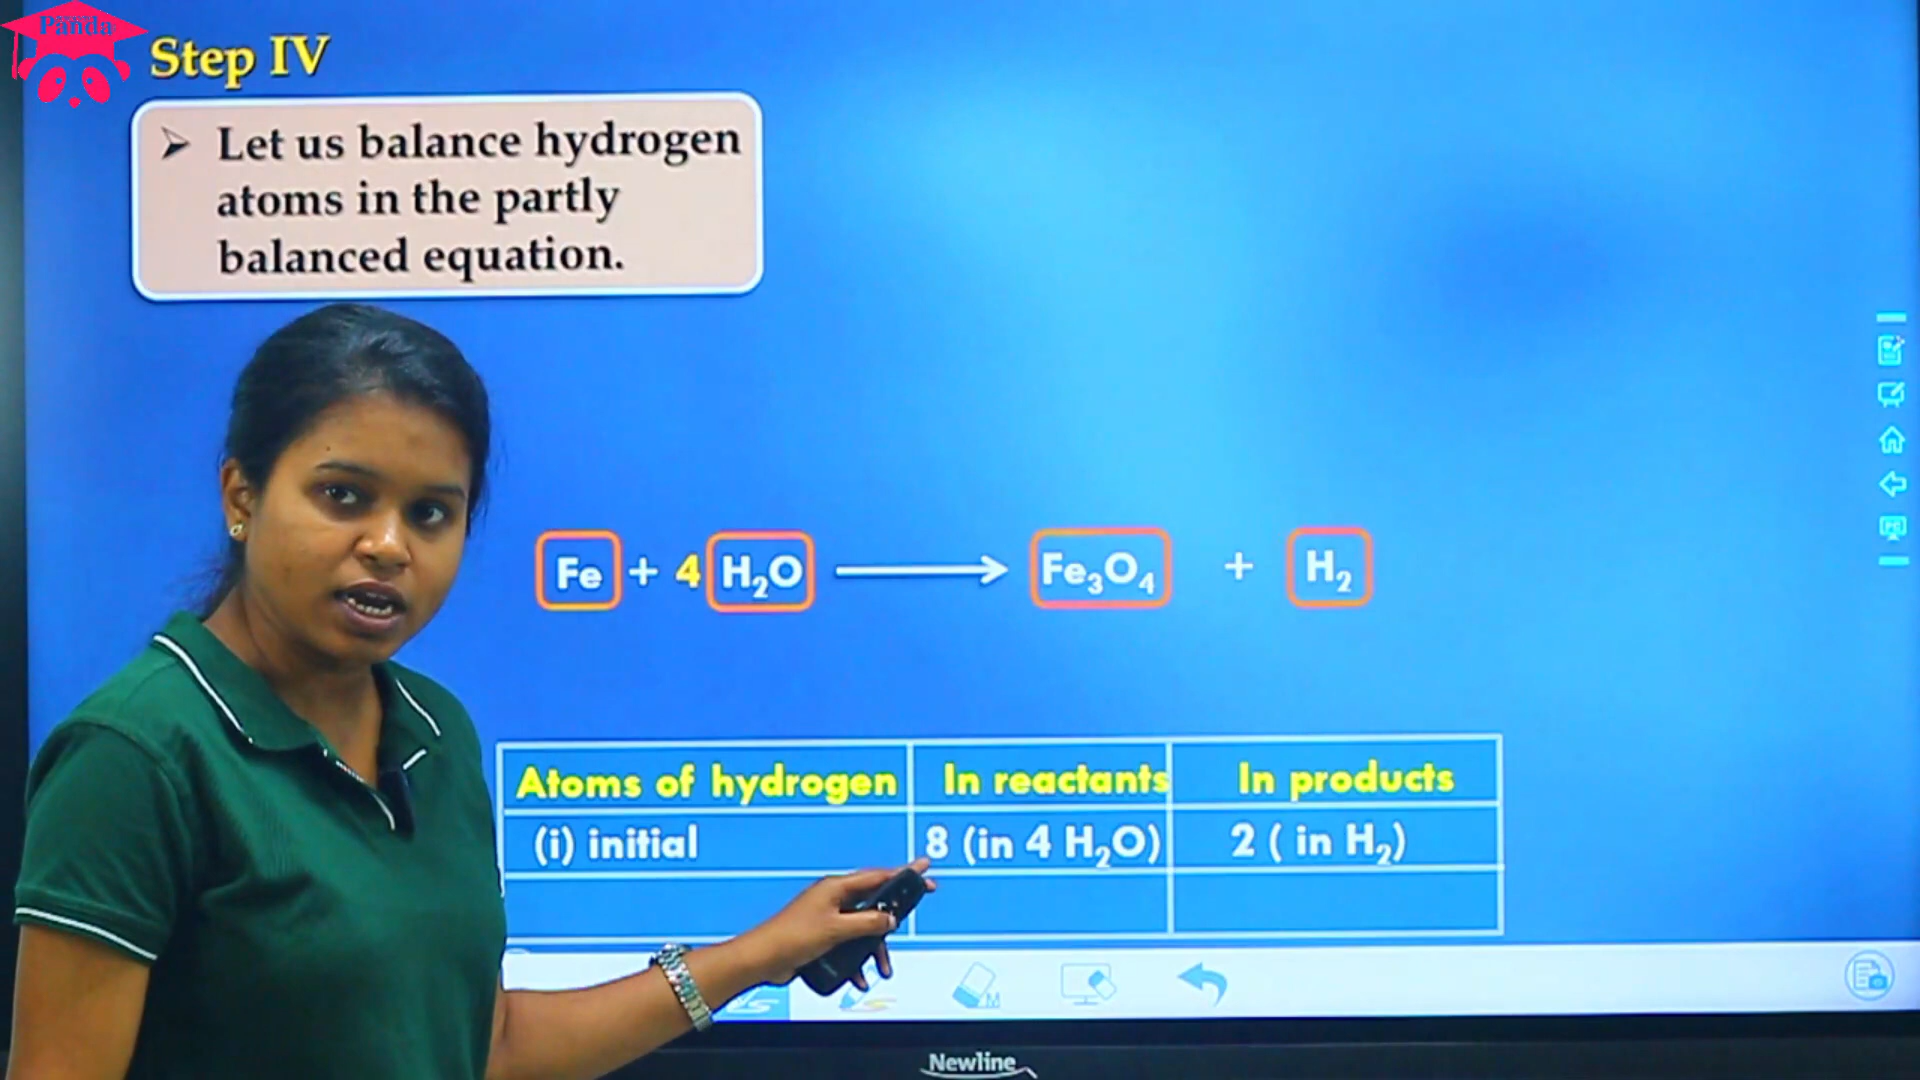 Panda
Step IV
➢ Let us balance hydrogen
atoms in the partly
balanced equation.
Fe + 4 H₂O ⟶ Fe₃O₄ + H₂
Atoms of hydrogen In reactants In products
(i) initial 8 (in 4 H₂O) 2 ( in H₂)
M
PC
Newline